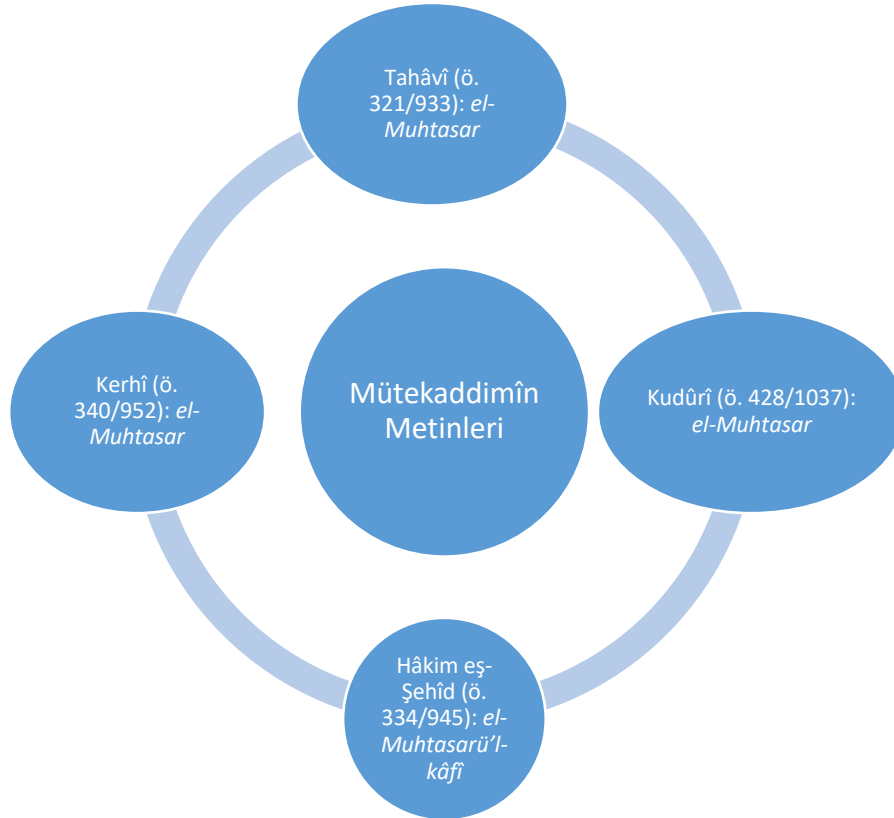 Tahâvî (ö.
321/933): el-
Muhtasar
Kerhî (ö.
340/952): el-
Muhtasar
Mütekaddimîn
Metinleri
Kudûrî (ö. 428/1037):
el-Muhtasar
Hâkim eş-
Şehîd (ö.
334/945): el-
Muhtasarü’l-
kâfî